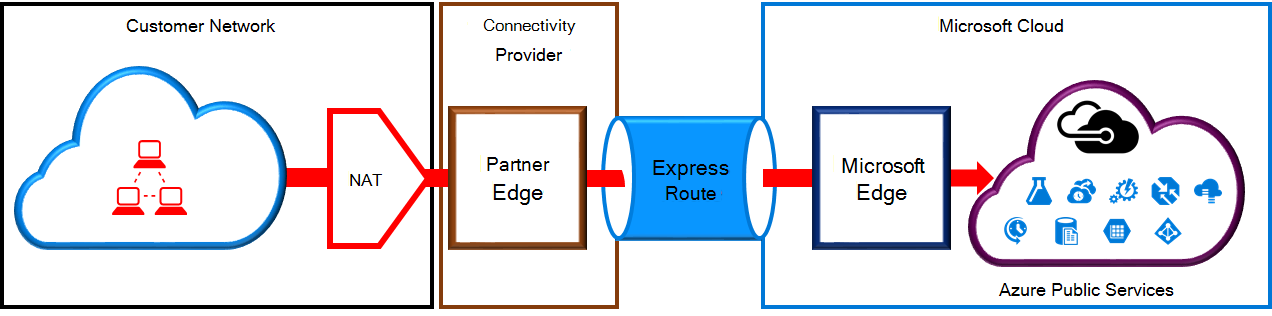 Customer Network
NAT
Connectivity
Provider
Partner
Edge
Express
Route
Microsoft Cloud
Microsoft
Edge
Azure Public Services